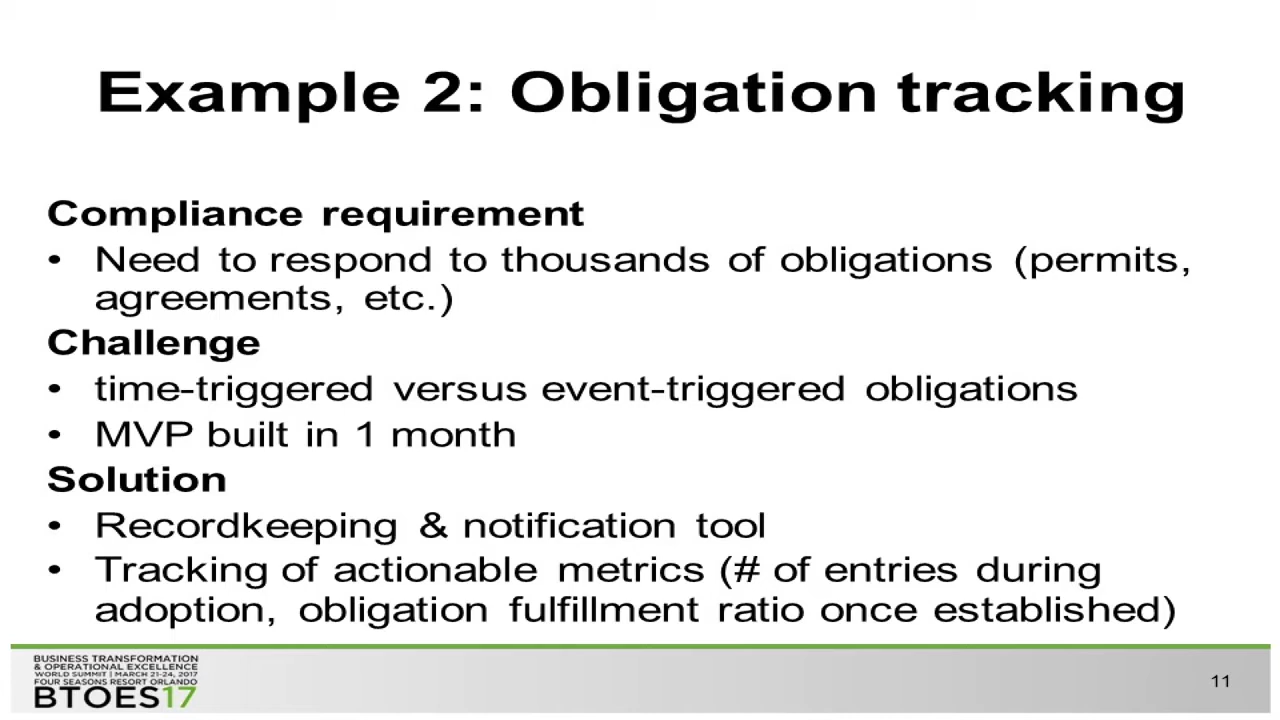 Example 2: Obligation tracking
Compliance requirement
• Need to respond to thousands of obligations (permits,
agreements, etc.)
Challenge
• time-triggered versus event-triggered obligations
• MVP built in 1 month
Solution
• Recordkeeping & notification tool
• Tracking of actionable metrics (# of entries during
adoption, obligation fulfillment ratio once established)
BUSINESS TRANSFORMATION
& OPERATIONAL EXCELLENCE
WORLD SUMMIT | MARCH 21-24, 2017
FOUR SEASONS RESORT ORLANDO
BTOES17
11